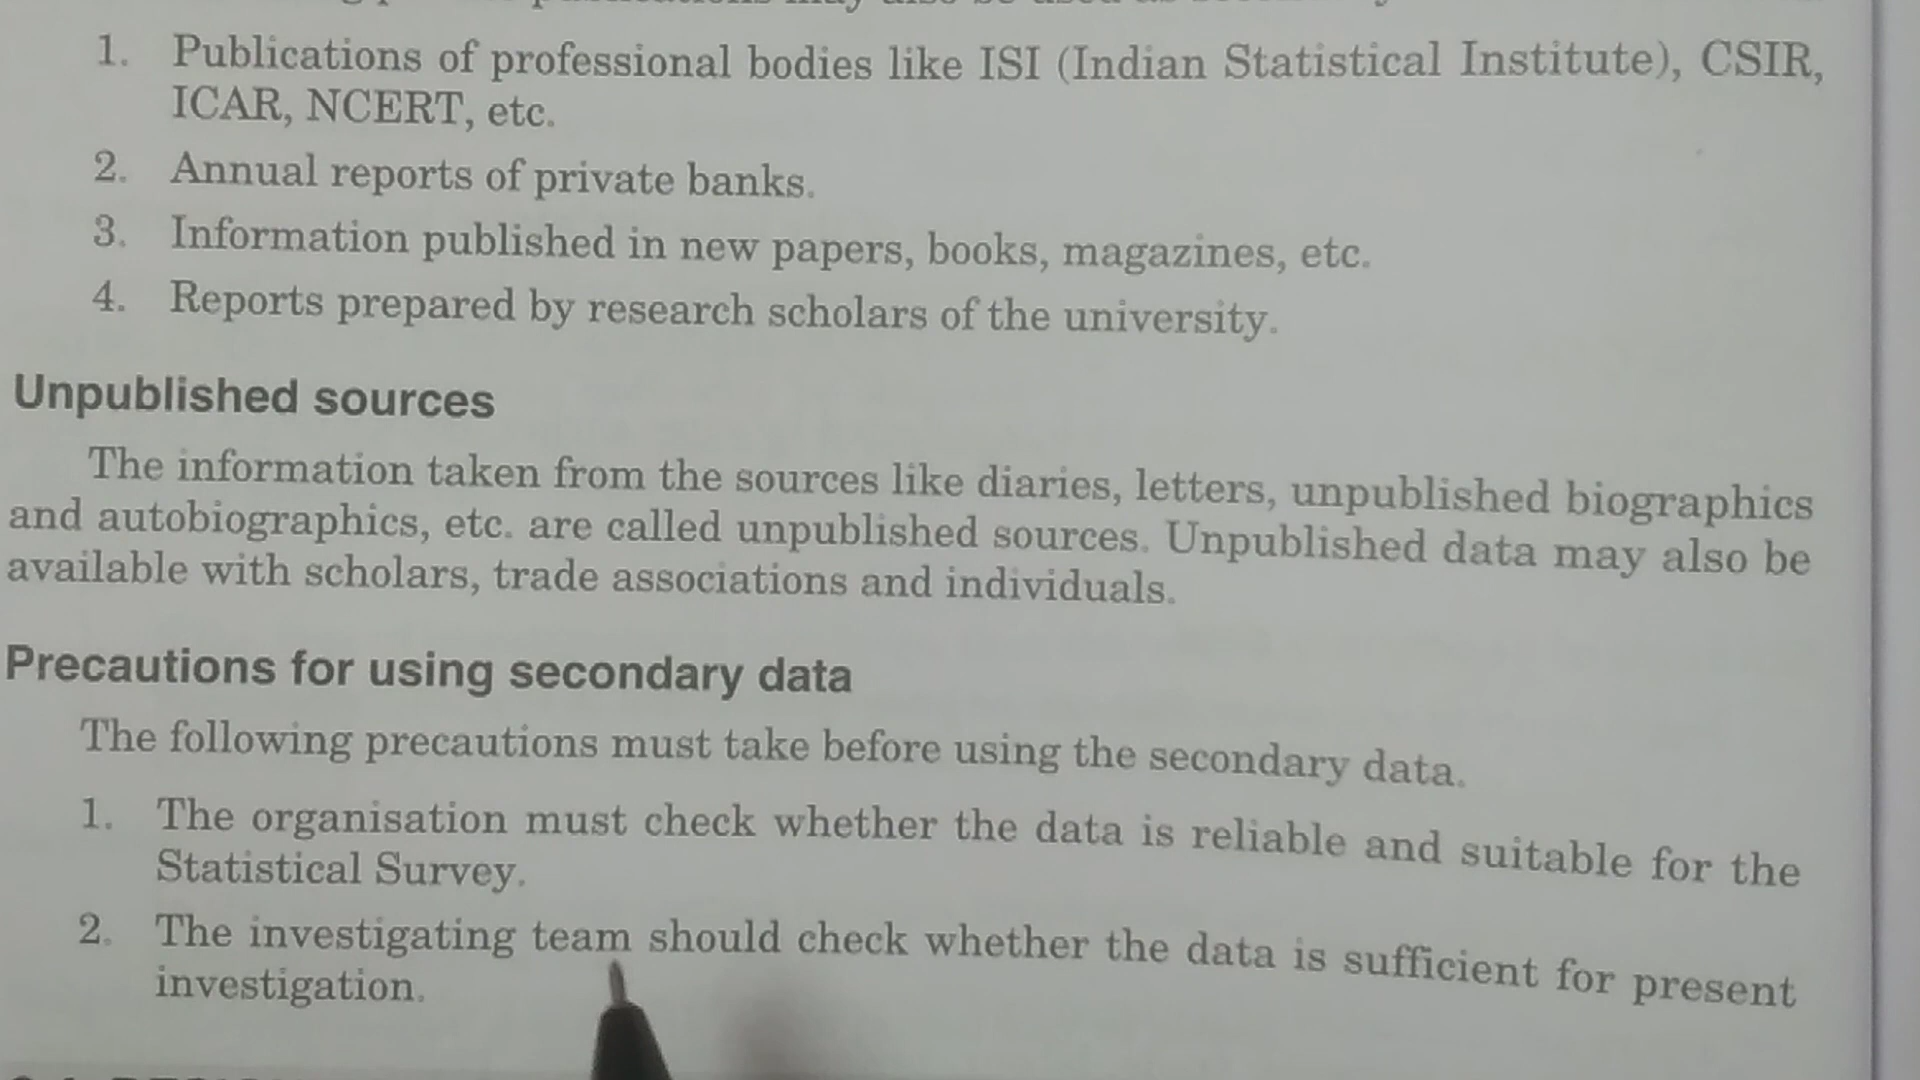 1. Publications of professional bodies like ISI (Indian Statistical Institute), CSIR,
ICAR, NCERT, etc.
2. Annual reports of private banks.
3. Information published in new papers, books, magazines, etc.
4. Reports prepared by research scholars of the university.
Unpublished sources
The information taken from the sources like diaries, letters, unpublished biographics
and autobiographics, etc. are called unpublished sources. Unpublished data may also be
available with scholars, trade associations and individuals.
Precautions for using secondary data
The following precautions must take before using the secondary data.
1. The organisation must check whether the data is reliable and suitable for the
Statistical Survey.
2. The investigating team should check whether the data is sufficient for present
investigation.